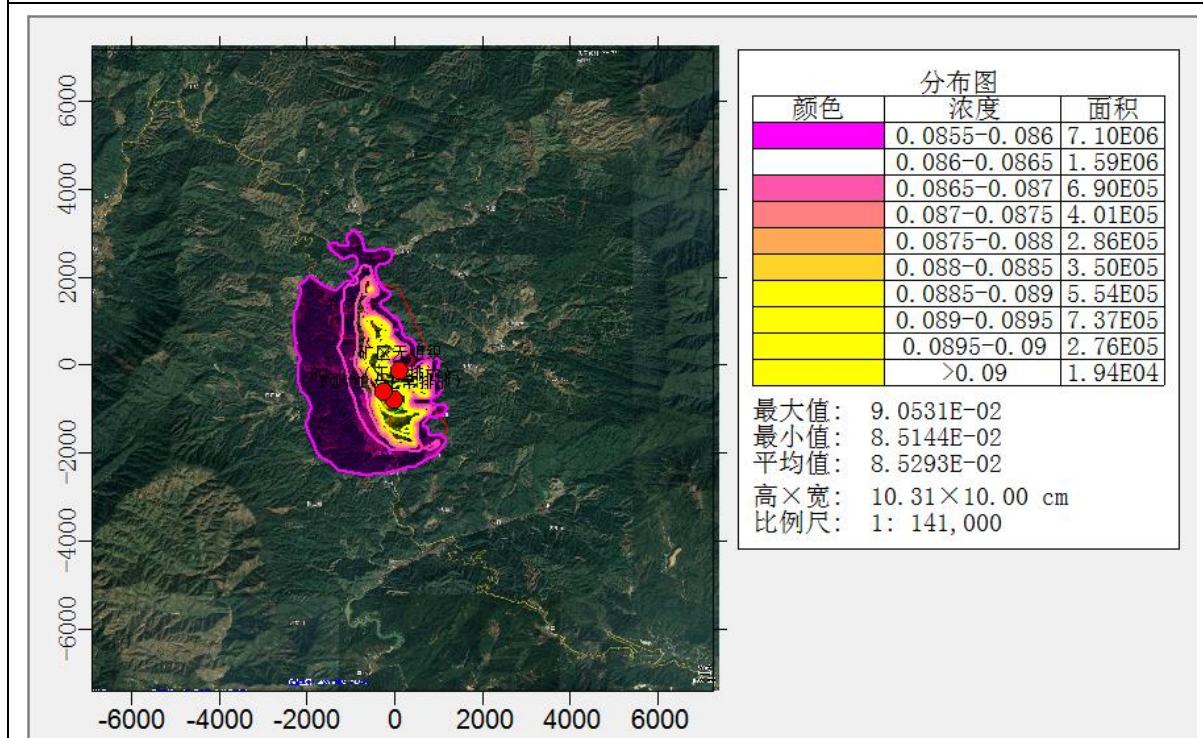 分布图
颜色 浓度 面积
0.0855-0.086 7.10E06
0.086-0.0865 1.59E06
0.0865-0.087 6.90E05
0.087-0.0875 4.01E05
0.0875-0.088 2.86E05
0.088-0.0885 3.50E05
0.0885-0.089 5.54E05
0.089-0.0895 7.37E05
0.0895-0.09 2.76E05
>0.09 1.94E04
最大值: 9.0531E-02
最小值: 8.5144E-02
平均值: 8.5293E-02
高×宽: 10.31×10.00 cm
比例尺: 1: 141,000
6000
4000
2000
0
-2000
-4000
-6000
矿区无组织
-6000 -4000 -2000 0 2000 4000 6000